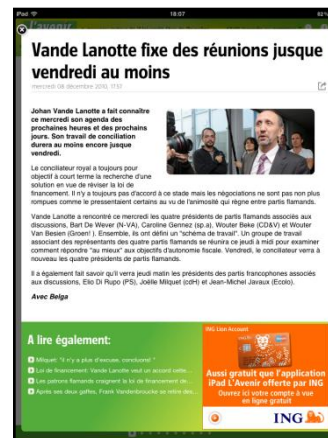 iPad
18:07
82%
L'avenir
Vande Lanotte fixe des réunions jusque
vendredi au moins
mercredi 08 décembre 2010, 17:51
Johan Vande Lanotte a fait connaître
ce mercredi son agenda des
prochaines heures et des prochains
jours. Son travail de conciliation
durera au moins encore jusque
vendredi.
Le conciliateur royal a toujours pour
objectif à court terme la recherche d'une
solution en vue de réviser la loi de
financement. Il n'y a toujours pas d'accord à ce stade mais les négociations ne sont pas non plus
rompues comme le pressentaient certains au vu de l'animosité qui règne entre partis flamands.
Vande Lanotte a rencontré ce mercredi les quatre présidents de partis flamands associés aux
discussions, Bart De Wever (N-VA), Caroline Gennez (sp.a), Wouter Beke (CD&V) et Wouter
Van Besien (Groen! ). Ensemble, ils ont défini un "schéma de travail". Un groupe de travail
associant des représentants des quatre partis flamands se réunira ce jeudi à midi pour examiner
comment répondre "au mieux" aux objectifs d'autonomie fiscale. Vendredi, le conciliateur verra à
nouveau les quatre présidents de partis flamands.
Il a également fait savoir qu'il verra jeudi matin les présidents des partis francophones associés
aux discussions, Elio Di Rupo (PS), Joëlle Milquet (cdH) et Jean-Michel Javaux (Ecolo).
Avec Belga
A lire également:
Milquet: "il n'y a plus d'excuse, concluons! "
Loi de financement: Vande Lanotte veut un accord cette...
Les patrons flamands craignent la loi de financement de...
Après ses deux gaffes, Frank Vandenbroucke se retire des...
ING Lion Account
Aussi gratuit que l'application
iPad L'Avenir offerte par ING
Ouvrez ici votre compte à vue
en ligne gratuit
ING